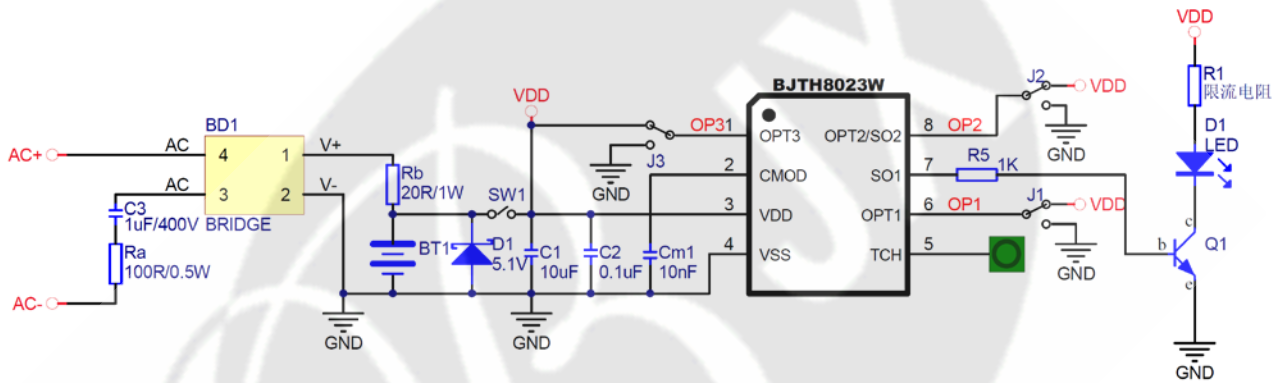 VDD
R1
限流电阻
D1
LED
c
b
Q1
e
GND
BJTH8023W
J2
VDD
GND
VDD
OP31
OPT3
OPT2/SO2
8
OP2
J3
GND
2
CMOD
SO1
7
R5
1K
3
VDD
OPT1
6
OP1
J1
VDD
GND
4
VSS
TCH
5
BD1
AC+
AC
4
1
V+
AC
3
2
V-
BRIDGE
C3
1uF/400V
Ra
100R/0.5W
AC-
Rb
20R/1W
SW1
BT1
D1
5.1V
C1
10uF
C2
0.1uF
Cm1
10nF
GND
GND